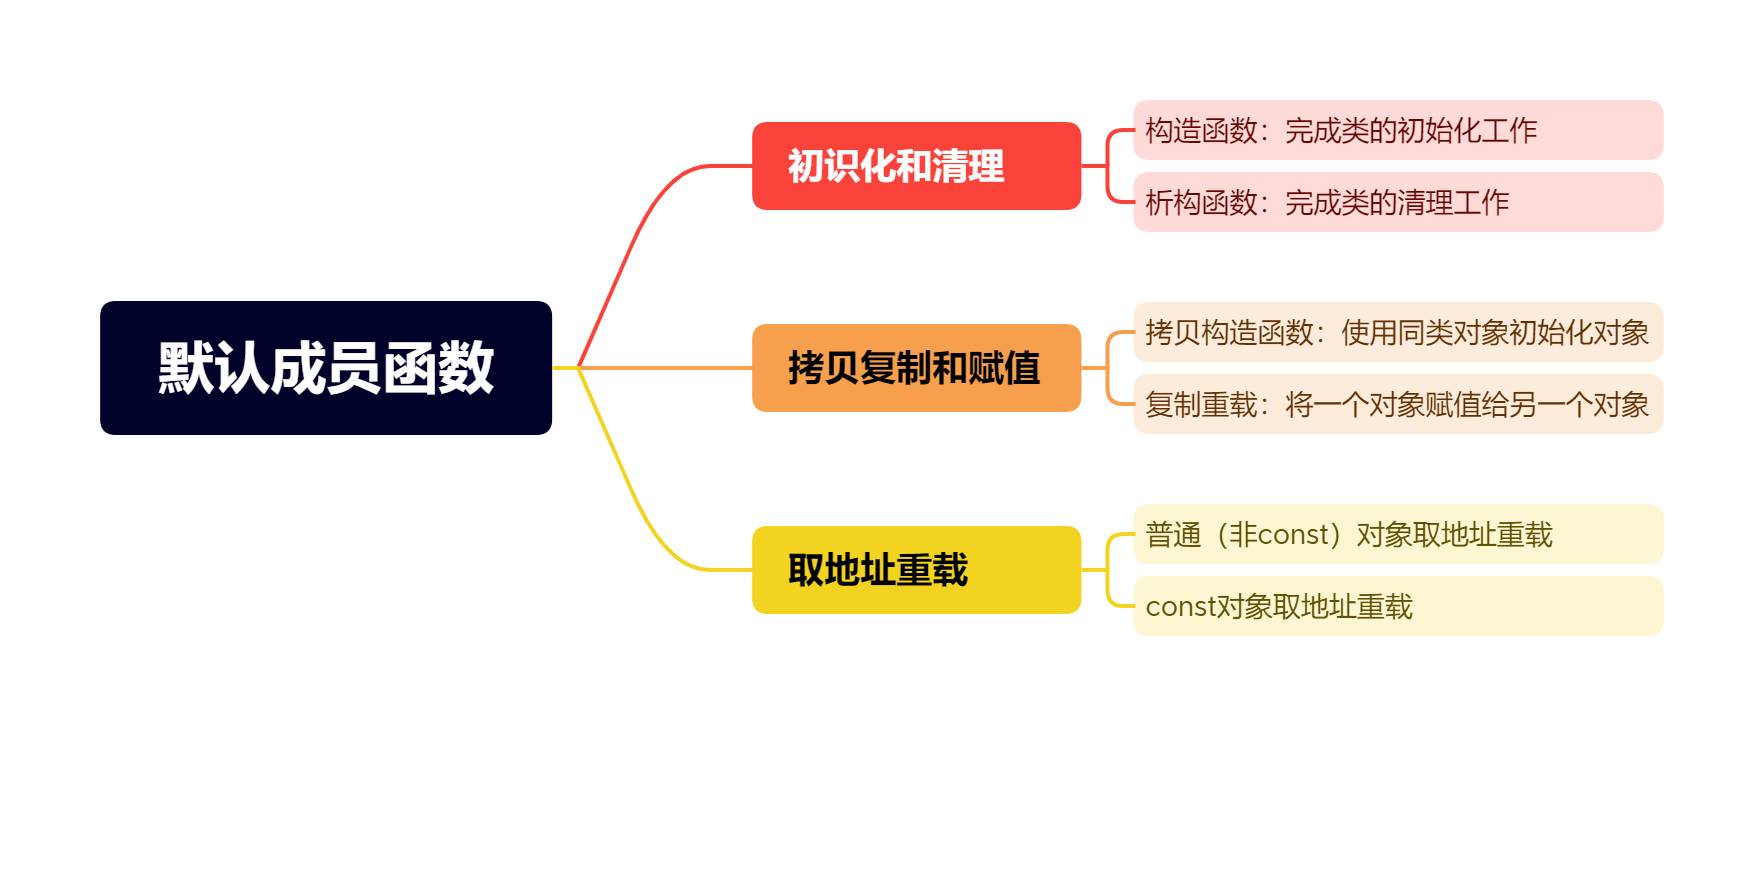 默认成员函数
初识化和清理
构造函数：完成类的初始化工作
析构函数：完成类的清理工作
拷贝复制和赋值
拷贝构造函数：使用同类对象初始化对象
复制重载：将一个对象赋值给另一个对象
取地址重载
普通（非const）对象取地址重载
const对象取地址重载